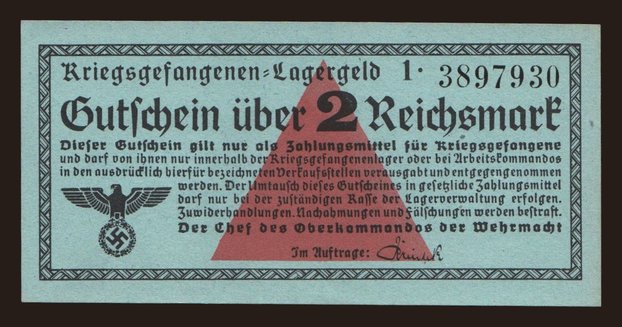 Kriegsgefangenen-Lagergeld 1· 3897930
Gutschein über 2 Reichsmark
Dieser Gutschein gilt nur als Zahlungsmittel für Kriegsgefangene
und darf von ihnen nur innerhalb der Kriegsgefangenenlager oder bei Arbeitskommandos
in den ausdrücklich hierfür bezeichneten Verkaufsstellen verausgabt und entgegengenommen
werden. Der Umtausch dieses Gutscheines in gesetzliche Zahlungsmittel
darf nur bei der zuständigen Kasse der Lagerverwaltung erfolgen.
Zuwiderhandlungen, Nachahmungen und Fälschungen werden bestraft.
Der Chef des Oberkommandos der Wehrmacht
Im Auftrage: